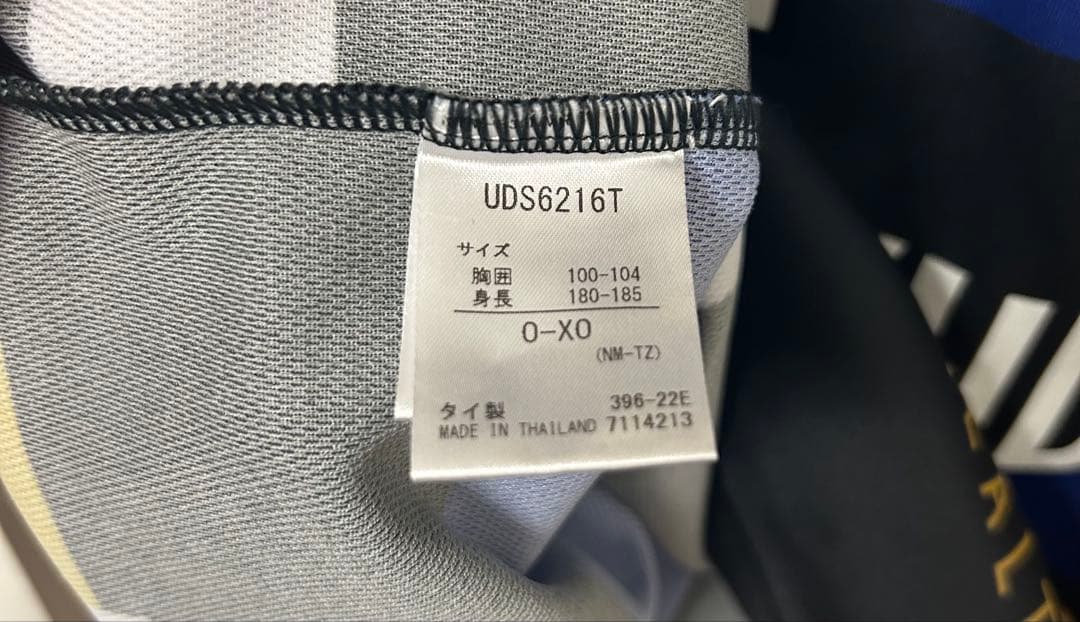 UDS6216T
サイズ
胸囲 100-104
身長 180-185
O-XO
(NM-TZ)
タイ製 396-22E
MADE IN THAILAND 7114213
ALT